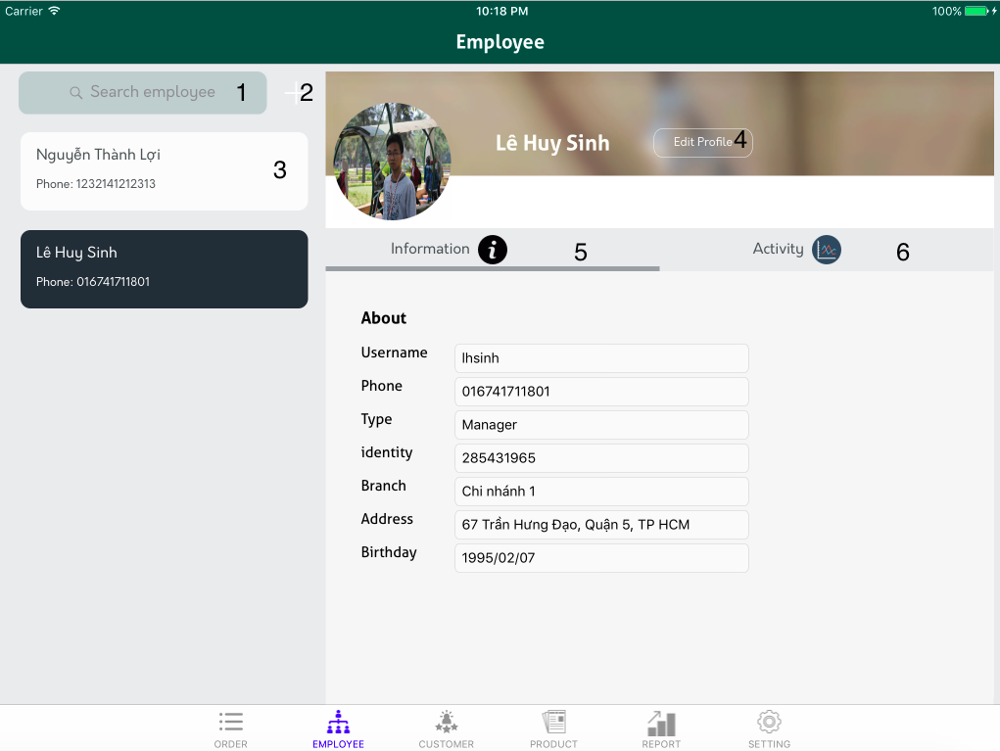 Carrier 10:18 PM 100%
Employee
Search employee 1 2
Nguyễn Thành Lợi
Phone: 1232141212313
3
Lê Huy Sinh
Phone: 016741711801
Lê Huy Sinh Edit Profile 4
Information 5 Activity 6
About
Username lhsinh
Phone 016741711801
Type Manager
identity 285431965
Branch Chi nhánh 1
Address 67 Trần Hưng Đạo, Quận 5, TP HCM
Birthday 1995/02/07
ORDER EMPLOYEE CUSTOMER PRODUCT REPORT SETTING